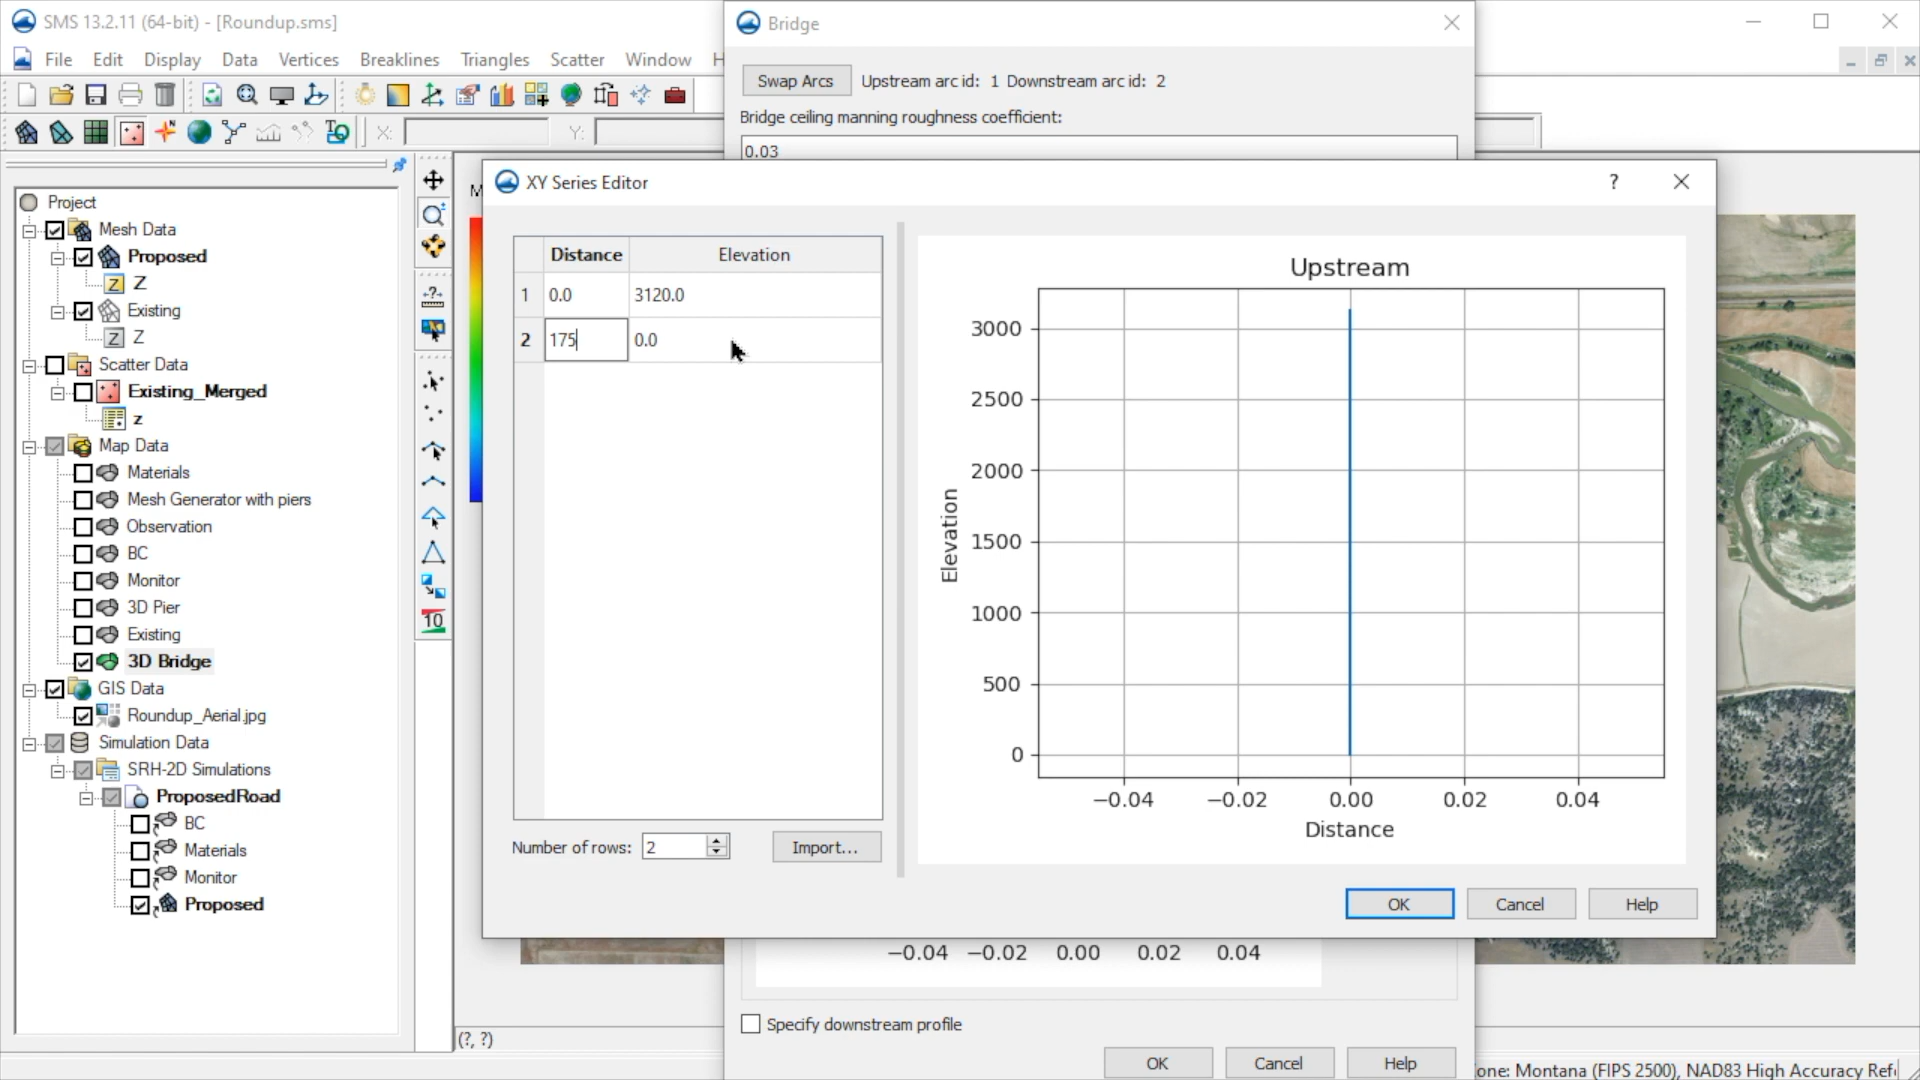 SMS 13.2.11 (64-bit) - [Roundup.sms]
File Edit Display Data Vertices Breaklines Triangles Scatter Window H
X: Y:
Project
Mesh Data
Proposed
Z
Existing
Z
Scatter Data
Existing_Merged
z
Map Data
Materials
Mesh Generator with piers
Observation
BC
Monitor
3D Pier
Existing
3D Bridge
GIS Data
Roundup_Aerial.jpg
Simulation Data
SRH-2D Simulations
ProposedRoad
BC
Materials
Monitor
Proposed
10
M
(?, ?)
Bridge
Swap Arcs Upstream arc id: 1 Downstream arc id: 2
Bridge ceiling manning roughness coefficient:
0.03
XY Series Editor
?
Distance Elevation
1 0.0 3120.0
2 175 0.0
Number of rows: 2 Import...
Upstream
Elevation
3000
2500
2000
1500
1000
500
0
−0.04 −0.02 0.00 0.02 0.04
Distance
OK Cancel Help
−0.04 −0.02 0.00 0.02 0.04
Specify downstream profile
OK Cancel Help
one: Montana (FIPS 2500), NAD83 High Accuracy Ref